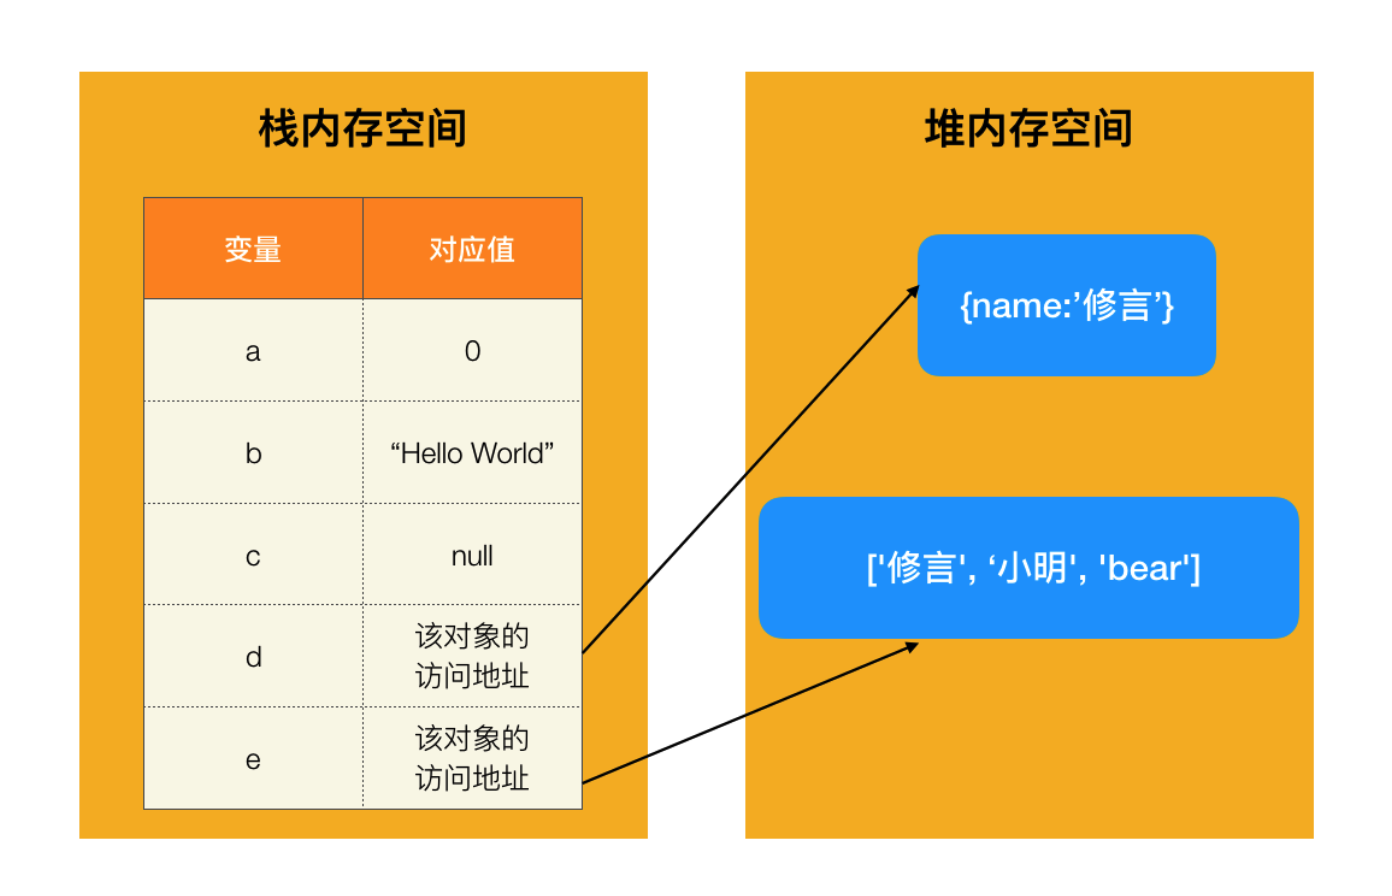 栈内存空间
变量 对应值
a 0
b “Hello World”
c null
d 该对象的
访问地址
e 该对象的
访问地址
堆内存空间
{name:’修言’}
['修言', ‘小明', 'bear']